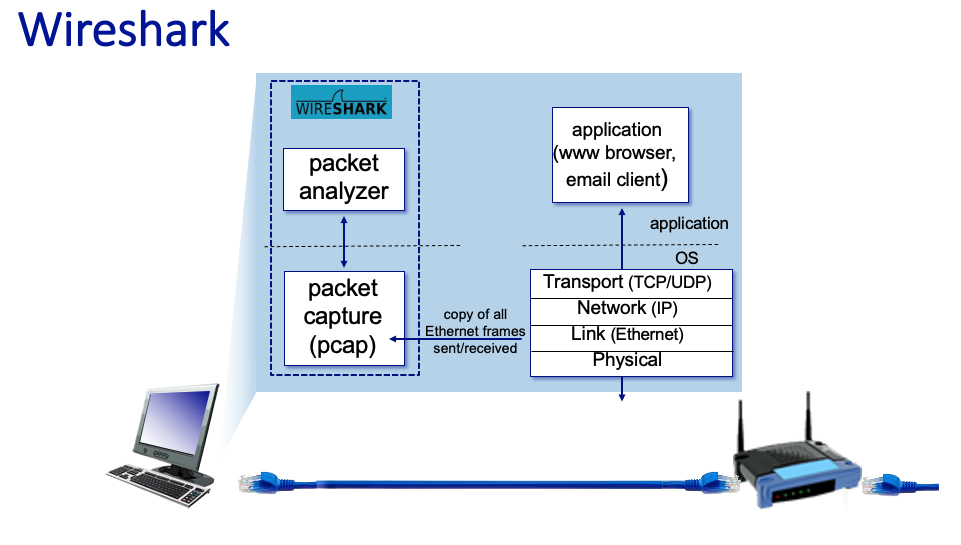 Wireshark
WIRESHARK
packet
analyzer
application
(www browser,
email client)
application
OS
packet
capture
(pcap)
copy of all
Ethernet frames
sent/received
Transport (TCP/UDP)
Network (IP)
Link (Ethernet)
Physical